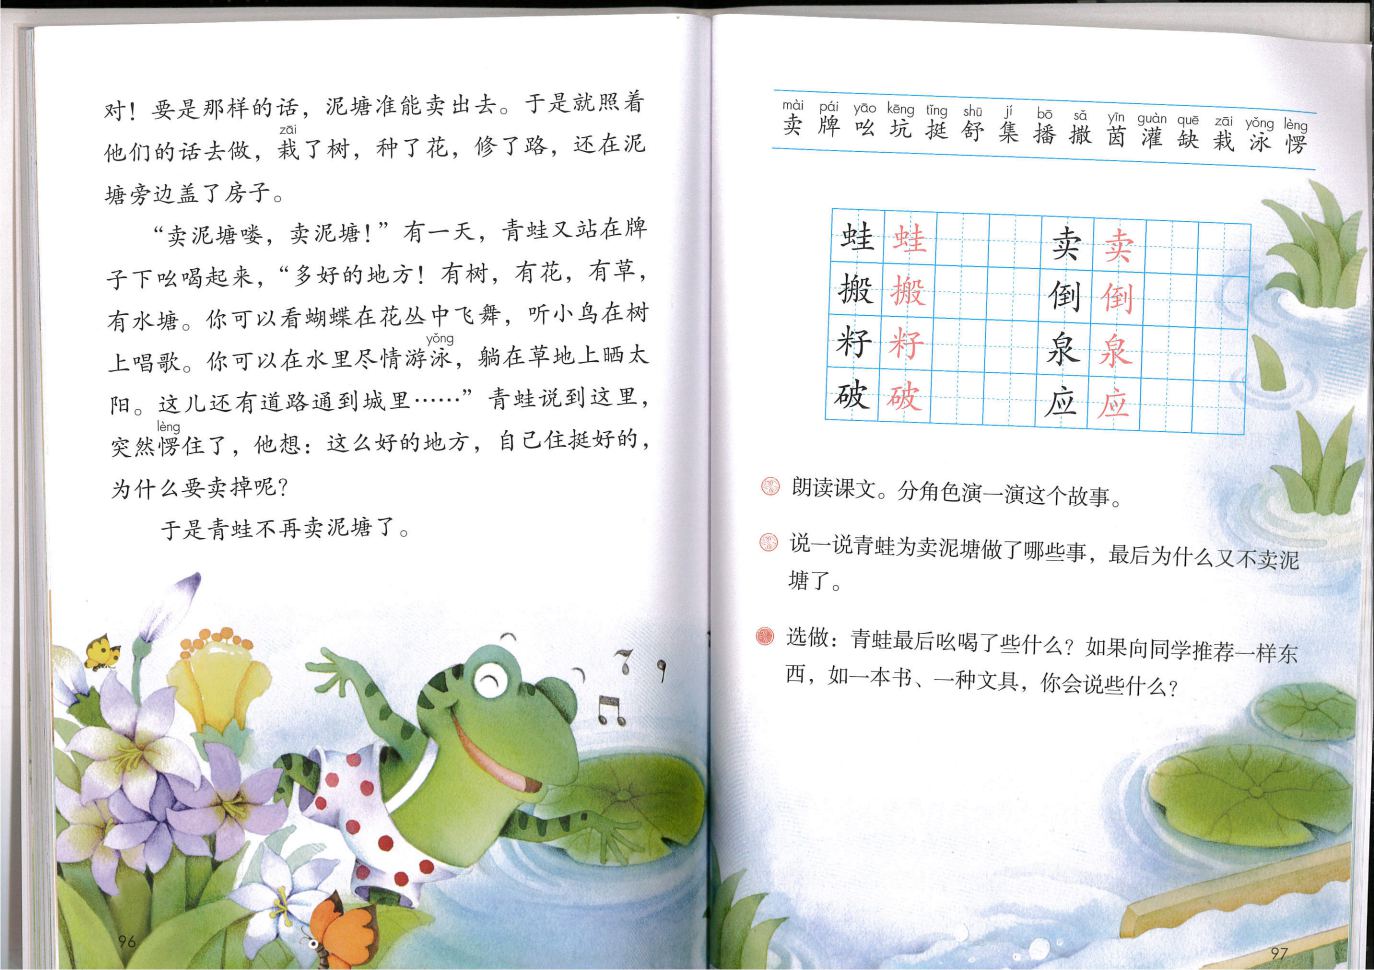 对！要是那样的话，泥塘准能卖出去。于是就照着
zāi
他们的话去做，栽了树，种了花，修了路，还在泥
塘旁边盖了房子。
“卖泥塘喽，卖泥塘！”有一天，青蛙又站在牌
子下吆喝起来，“多好的地方！有树，有花，有草，
有水塘。你可以看蝴蝶在花丛中飞舞，听小鸟在树
yǒng
上唱歌。你可以在水里尽情游泳，躺在草地上晒太
阳。这儿还有道路通到城里……”青蛙说到这里，
lèng
突然愣住了，他想：这么好的地方，自己住挺好的，
为什么要卖掉呢？
于是青蛙不再卖泥塘了。
96
mài pái yāo kēng tǐng shū jí bō sǎ yīn guàn quē zāi yǒng lèng
卖 牌 吆 坑 挺 舒 集 播 撒 茵 灌 缺 栽 泳 愣
蛙 蛙 卖 卖
搬 搬 倒 倒
籽 籽 泉 泉
破 破 应 应
朗读课文。分角色演一演这个故事。
说一说青蛙为卖泥塘做了哪些事，最后为什么又不卖泥
塘了。
选做：青蛙最后吆喝了些什么？如果向同学推荐一样东
西，如一本书、一种文具，你会说些什么？
97